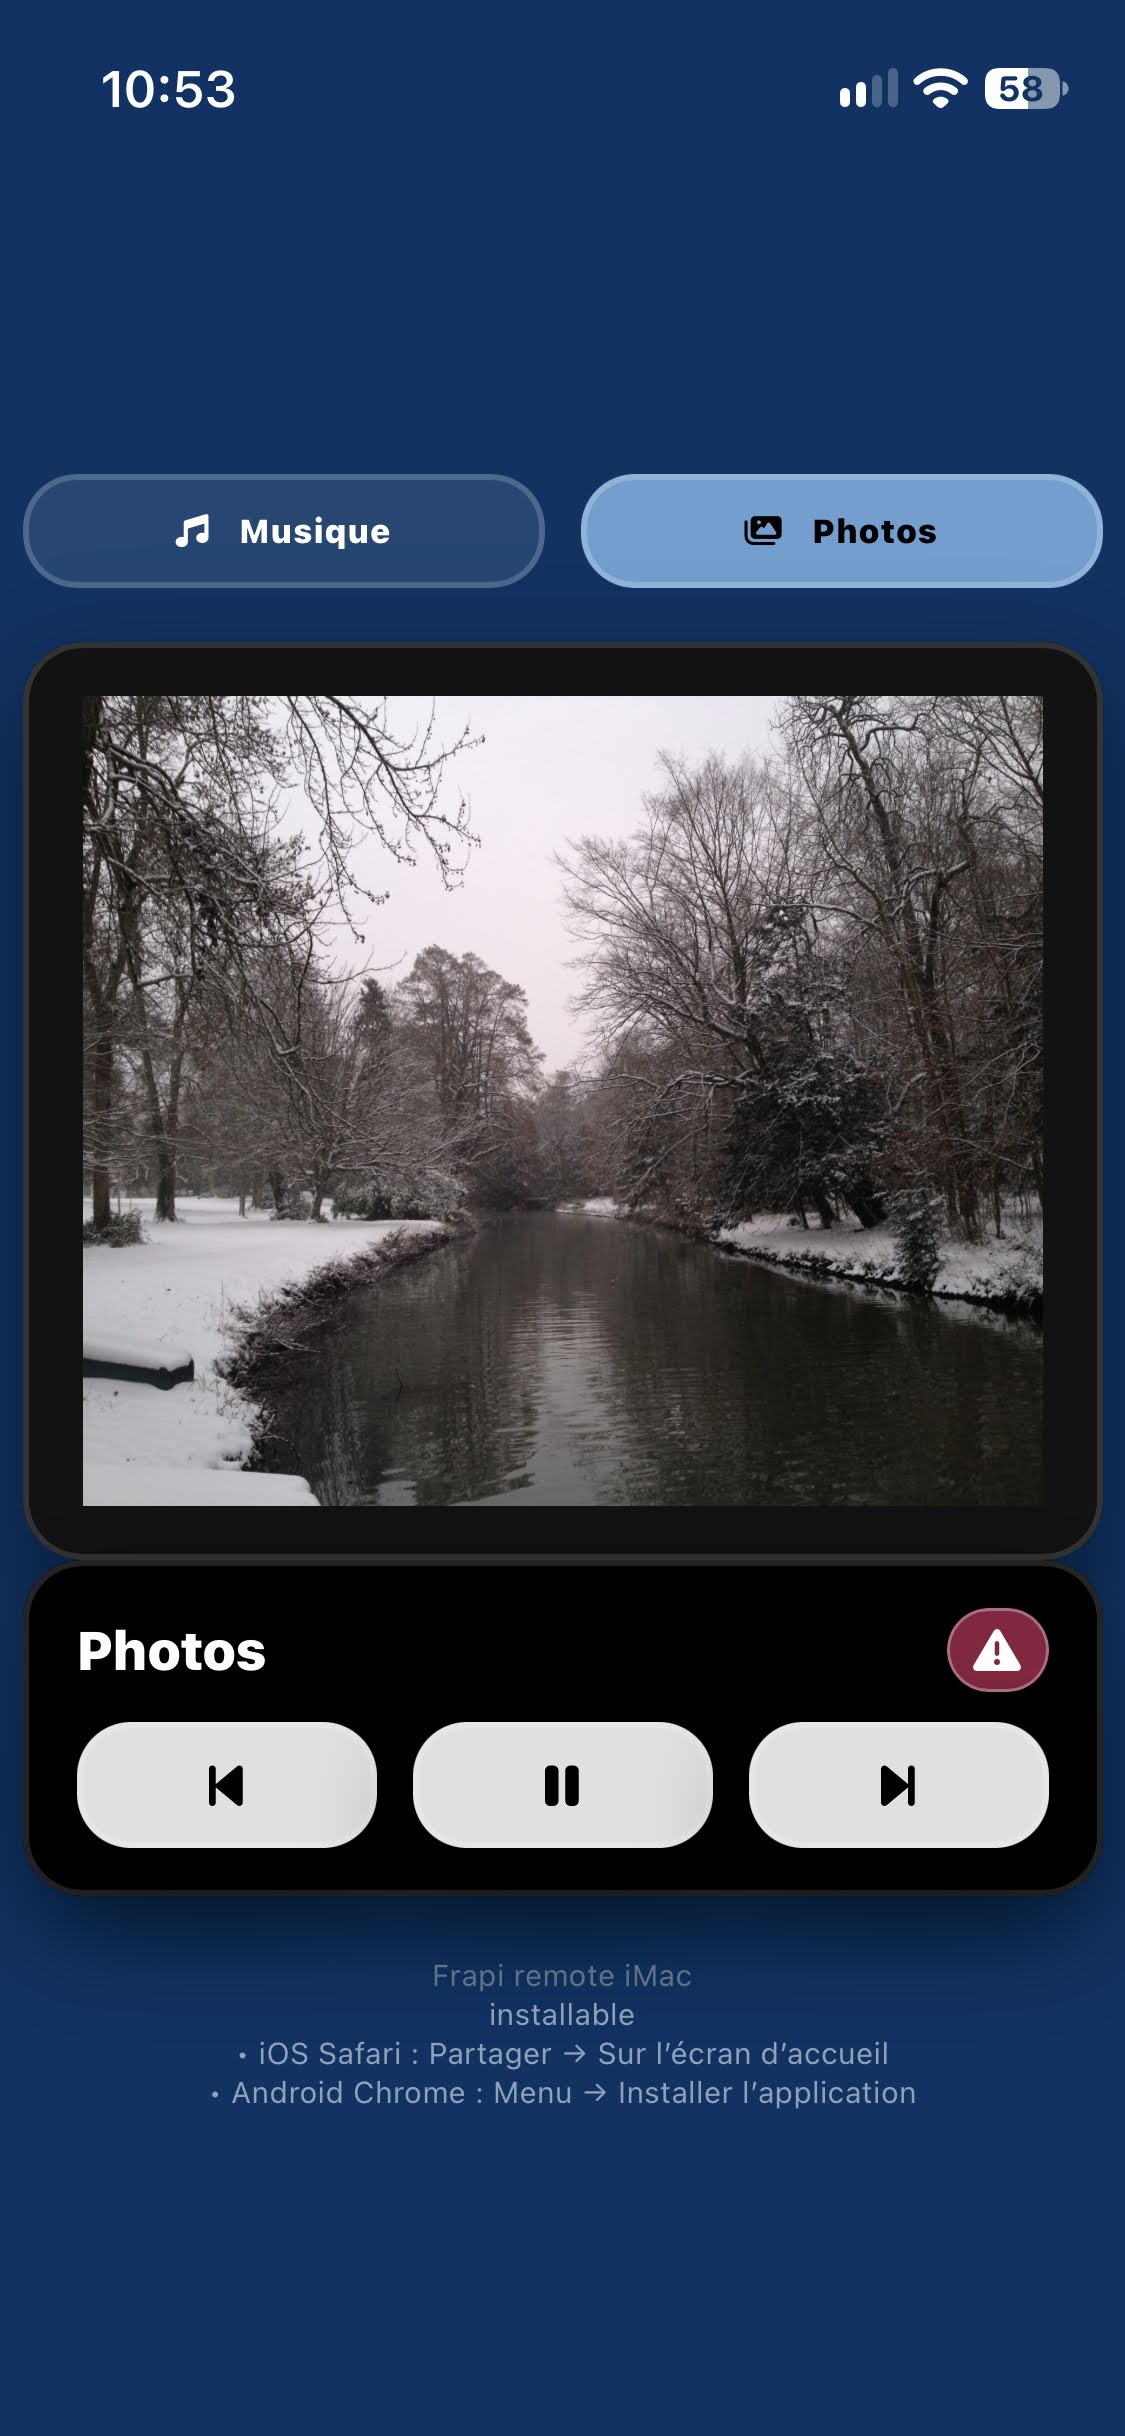 10:53
58
Musique
Photos
Photos
Frapi remote iMac
installable
• iOS Safari : Partager → Sur l’écran d’accueil
• Android Chrome : Menu → Installer l’application